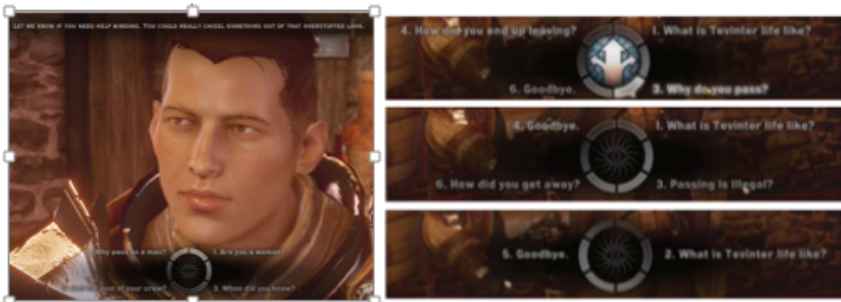 LET ME KNOW IF YOU NEED HELP BINDING. YOU COULD REALLY CHISEL SOMETHING OUT OF THAT OVERSTUFFED LOOK.
Why pass as a man?
1. Are you a woman?
rest of your crew?
3. When did you know?
4. How did you end up leaving?
1. What is Tevinter life like?
6. Goodbye.
3. Why do you pass?
4. Goodbye.
1. What is Tevinter life like?
6. How did you get away?
3. Passing is illegal?
5. Goodbye.
2. What is Tevinter life like?